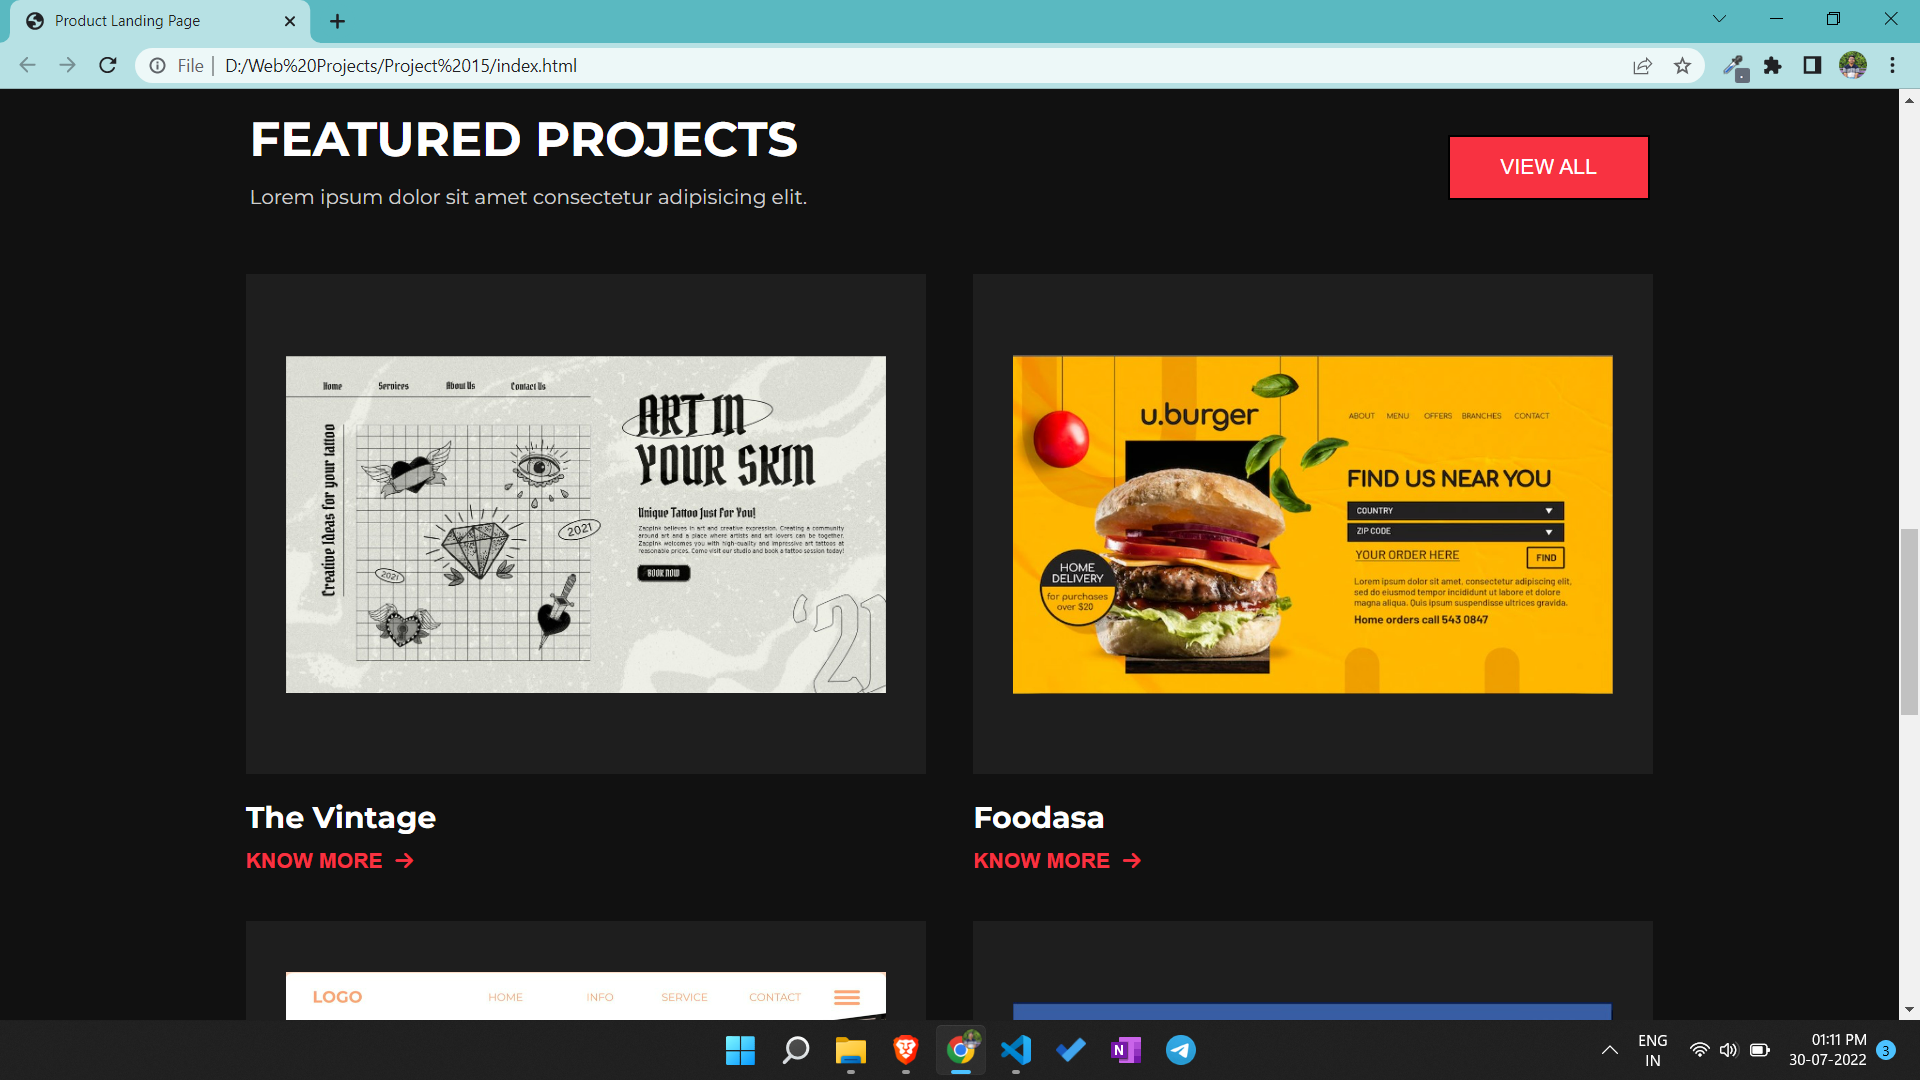 Product Landing Page
File
D:/Web%20Projects/Project%2015/index.html
FEATURED PROJECTS
Lorem ipsum dolor sit amet consectetur adipisicing elit.
VIEW ALL
Home Services About Us Contact Us
Creative Ideas for your tattoo
2021
2021
ART IN
YOUR SKIN
Unique Tattoo Just For You!
Zappink believes in art and creative expression. Creating a community
around art and a place where artists and art lovers can be together.
Zappink welcomes you with high-quality and impressive art tattoos at
reasonable prices. Come visit our studio and book a tattoo session today!
BOOK NOW
'21
u.burger
ABOUT MENU OFFERS BRANCHES CONTACT
FIND US NEAR YOU
COUNTRY
ZIP CODE
YOUR ORDER HERE
FIND
Lorem ipsum dolor sit amet, consectetur adipiscing elit,
sed do eiusmod tempor incididunt ut labore et dolore
magna aliqua. Quis ipsum suspendisse ultrices gravida.
Home orders call 543 0847
HOME
DELIVERY
for purchases
over $20
The Vintage
KNOW MORE →
Foodasa
KNOW MORE →
LOGO HOME INFO SERVICE CONTACT
N
ENG
IN
01:11 PM
30-07-2022
3